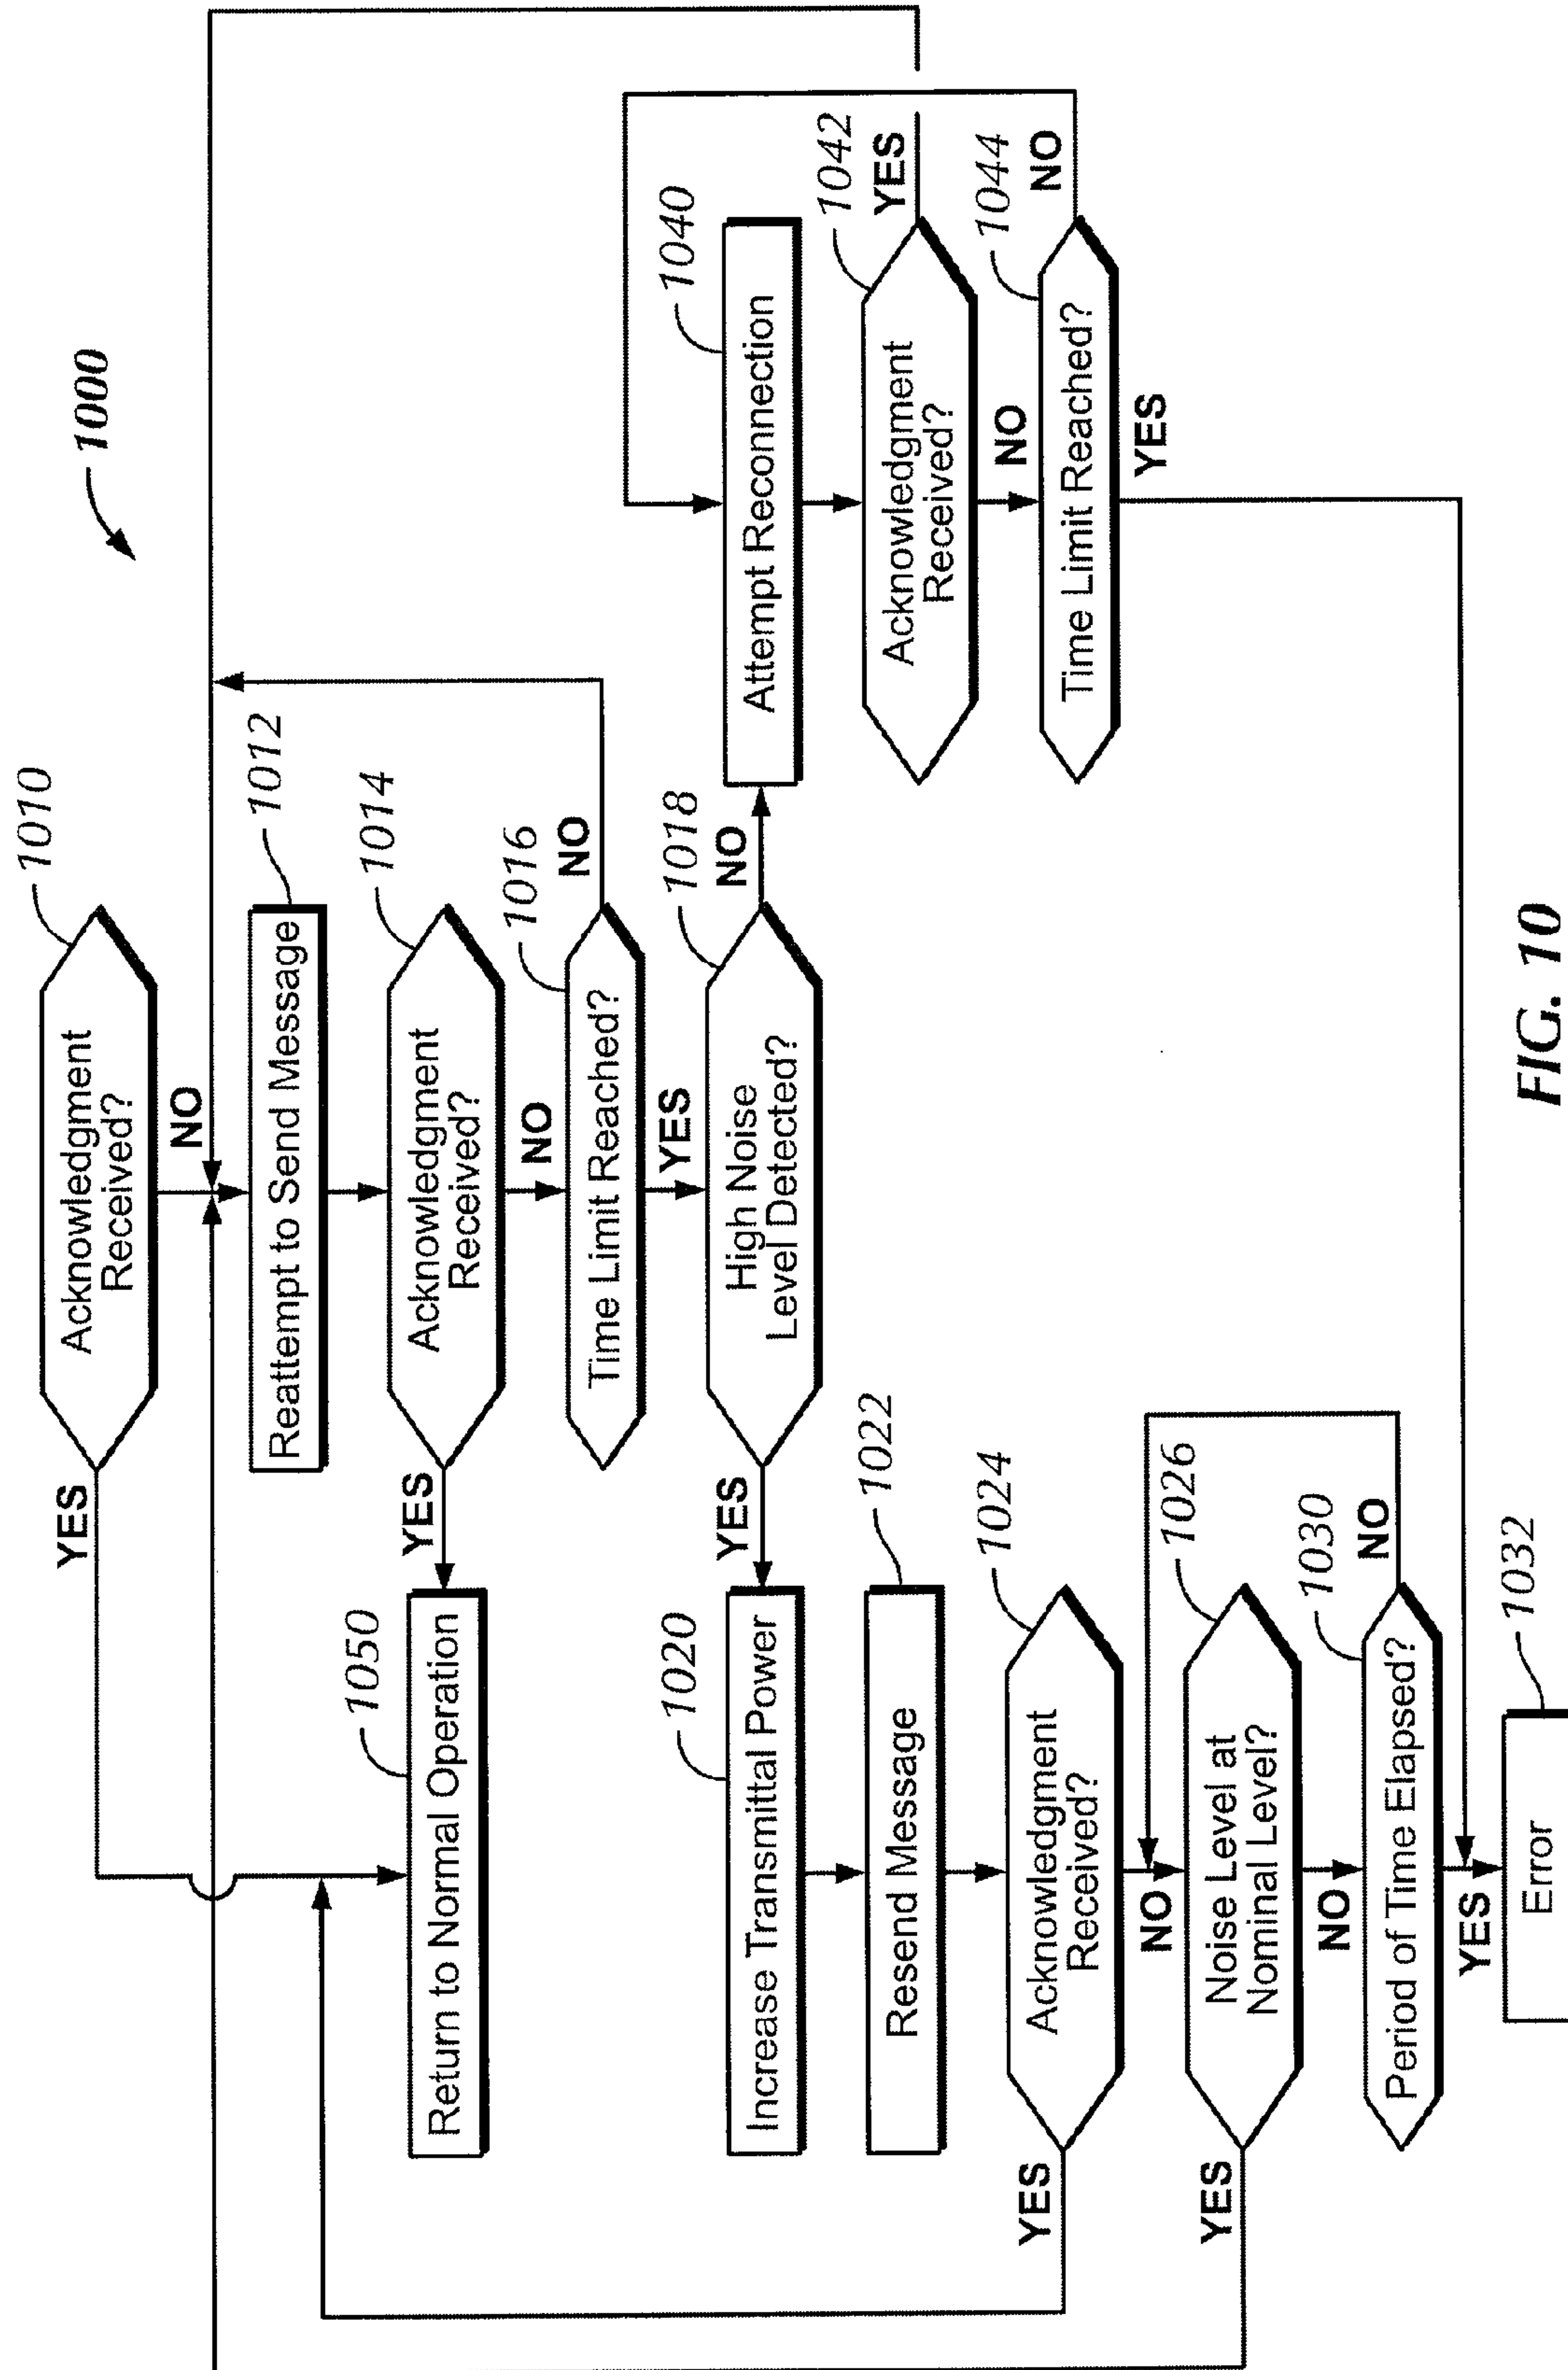 1000
1010
Acknowledgment
Received?
YES
NO
1012
Reattempt to Send Message
1014
Acknowledgment
Received?
YES
NO
1050
Return to Normal Operation
1016
Time Limit Reached?
NO
YES
1018
High Noise
Level Detected?
YES
NO
1020
Increase Transmittal Power
1022
Resend Message
1024
Acknowledgment
Received?
YES
NO
1026
Noise Level at
Nominal Level?
YES
NO
1030
Period of Time Elapsed?
NO
YES
1032
Error
1040
Attempt Reconnection
1042
Acknowledgment
Received?
YES
NO
1044
Time Limit Reached?
NO
YES
FIG. 10